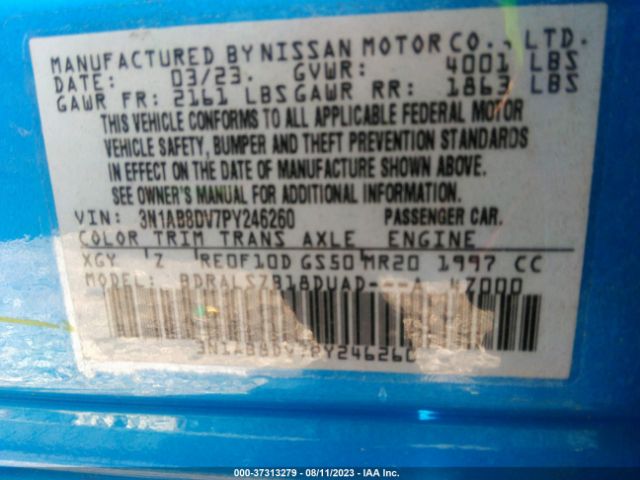 MANUFACTURED BY NISSAN MOTOR CO., LTD.
DATE: 03/23. GVWR: 4001 LBS
GAWR FR: 2161 LBS GAWR RR: 1863 LBS
THIS VEHICLE CONFORMS TO ALL APPLICABLE FEDERAL MOTOR
VEHICLE SAFETY, BUMPER AND THEFT PREVENTION STANDARDS
IN EFFECT ON THE DATE OF MANUFACTURE SHOWN ABOVE.
SEE OWNER'S MANUAL FOR ADDITIONAL INFORMATION.
VIN: 3N1AB8DV7PY246260 PASSENGER CAR.
COLOR TRIM TRANS AXLE ENGINE
XGY Z RE0F10D GS50 MR20 1997 CC
MODEL: BDRALSZB18DUAD---A HZ000
3N1AB8DV7PY246260
000-37313279 - 08/11/2023 - IAA Inc.